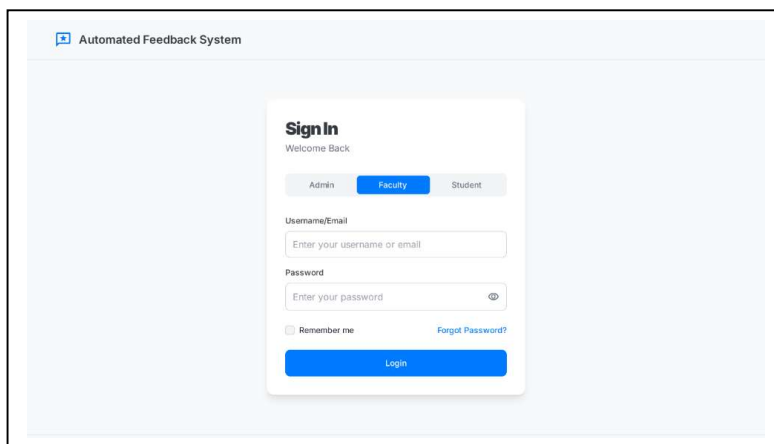 Automated Feedback System
Sign In
Welcome Back
Admin Faculty Student
Username/Email
Enter your username or email
Password
Enter your password
Remember me Forgot Password?
Login